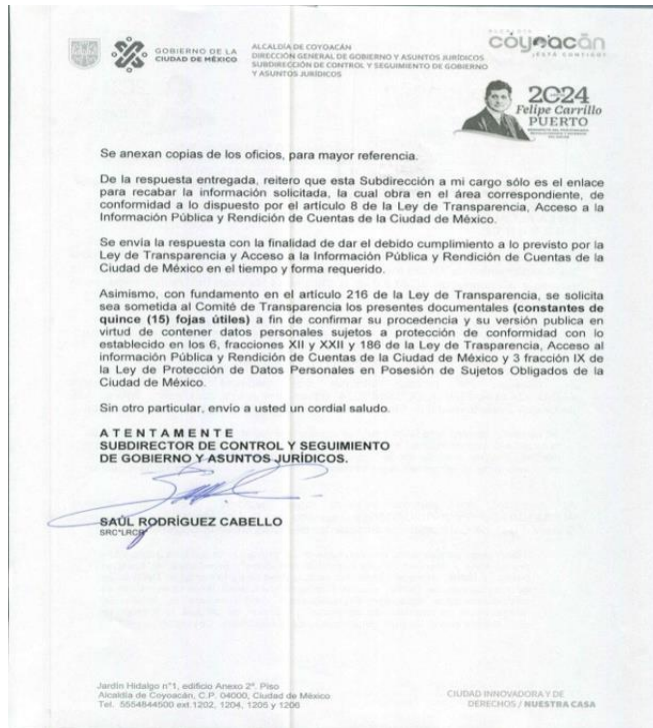 GOBIERNO DE LA
CIUDAD DE MÉXICO
ALCALDÍA DE COYOACÁN
DIRECCIÓN GENERAL DE GOBIERNO Y ASUNTOS JURÍDICOS
SUBDIRECCIÓN DE CONTROL Y SEGUIMIENTO DE GOBIERNO
Y ASUNTOS JURÍDICOS
ALCALDÍA
coyoacán
¡ESTÁ CONTIGO!
2024
Felipe Carrillo
PUERTO
Se anexan copias de los oficios, para mayor referencia.
De la respuesta entregada, reitero que esta Subdirección a mi cargo sólo es el enlace
para recabar la información solicitada, la cual obra en el área correspondiente, de
conformidad a lo dispuesto por el artículo 8 de la Ley de Transparencia, Acceso a la
Información Pública y Rendición de Cuentas de la Ciudad de México.
Se envía la respuesta con la finalidad de dar el debido cumplimiento a lo previsto por la
Ley de Transparencia y Acceso a la Información Pública y Rendición de Cuentas de la
Ciudad de México en el tiempo y forma requerido.
Asimismo, con fundamento en el artículo 216 de la Ley de Transparencia, se solicita
sea sometida al Comité de Transparencia los presentes documentales (constantes de
quince (15) fojas útiles) a fin de confirmar su procedencia y su versión publica en
virtud de contener datos personales sujetos a protección de conformidad con lo
establecido en los 6, fracciones XII y XXII y 186 de la Ley de Trasparencia, Acceso al
información Pública y Rendición de Cuentas de la Ciudad de México y 3 fracción IX de
la Ley de Protección de Datos Personales en Posesión de Sujetos Obligados de la
Ciudad de México.
Sin otro particular, envío a usted un cordial saludo.
A T E N T A M E N T E
SUBDIRECTOR DE CONTROL Y SEGUIMIENTO
DE GOBIERNO Y ASUNTOS JURÍDICOS.
SAÚL RODRÍGUEZ CABELLO
SRC*LRCR
Jardín Hidalgo n°1, edificio Anexo 2°. Piso
Alcaldía de Coyoacán, C.P. 04000, Ciudad de México
Tel. 5554844500 ext.1202, 1204, 1205 y 1206
CIUDAD INNOVADORA Y DE
DERECHOS / NUESTRA CASA